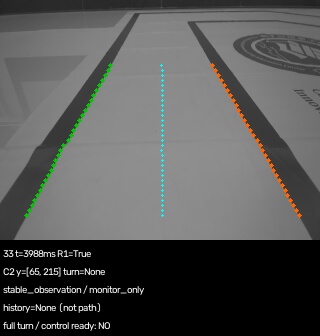 33 t=3988ms R1=True
C2 y=[65, 215] turn=None
stable_observation / monitor_only
history=None (not path)
full turn / control ready: NO